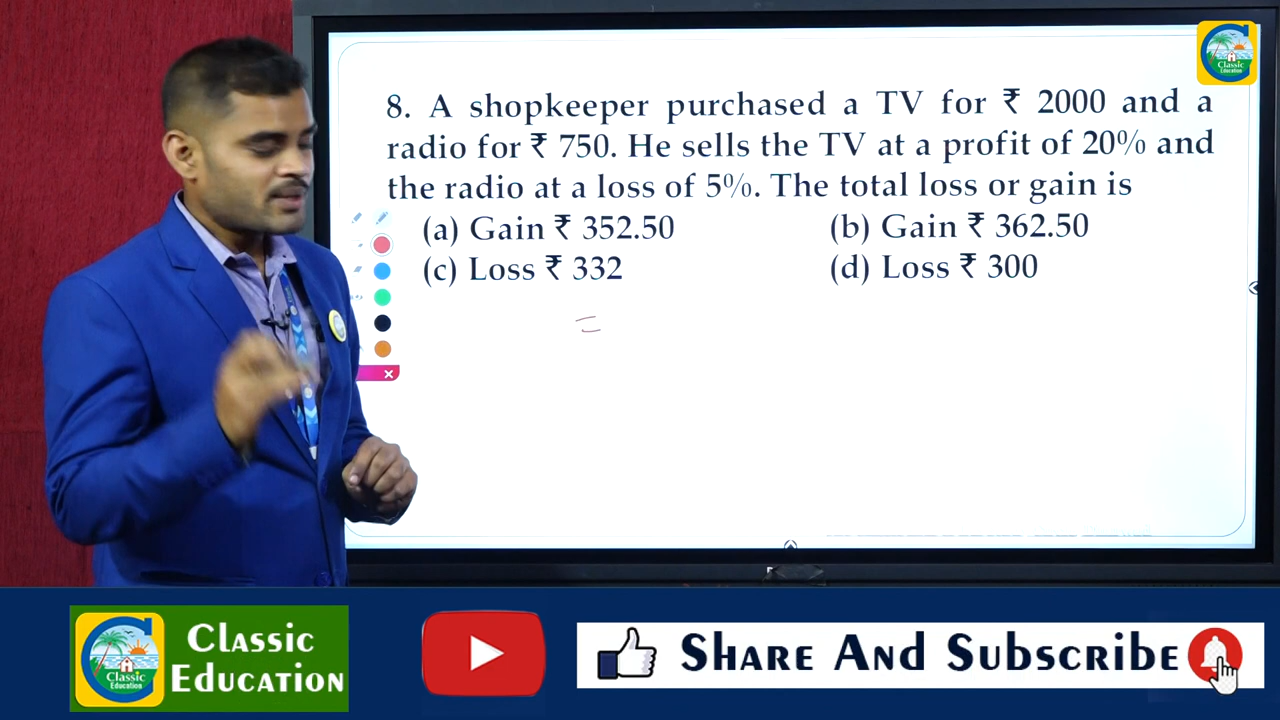 Classic
Education
8. A shopkeeper purchased a TV for ₹ 2000 and a
radio for ₹ 750. He sells the TV at a profit of 20% and
the radio at a loss of 5%. The total loss or gain is
(a) Gain ₹ 352.50 (b) Gain ₹ 362.50
(c) Loss ₹ 332 (d) Loss ₹ 300
=
Classic
Education
Classic
Education
Share And Subscribe